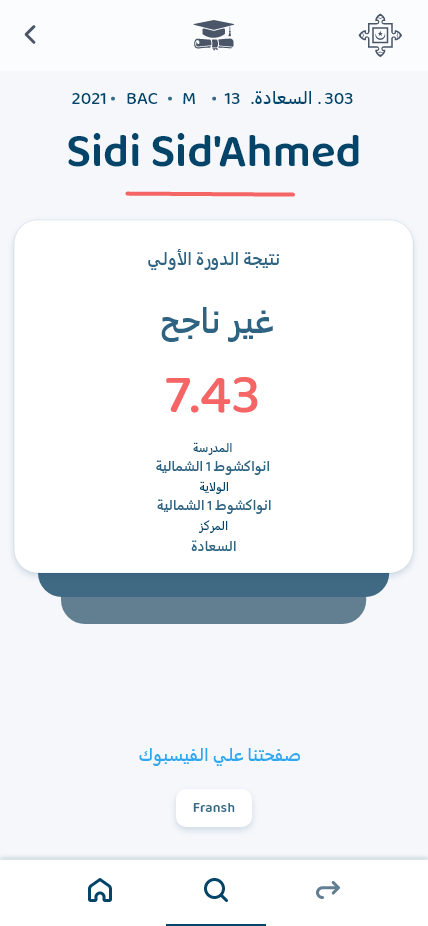 2021 • BAC • M • 13 السعادة. . 303
Sidi Sid'Ahmed
نتيجة الدورة الأولي
غير ناجح
7.43
المدرسة
انواكشوط 1 الشمالية
الولاية
انواكشوط 1 الشمالية
المركز
السعادة
صفحتنا علي الفيسبوك
Fransh